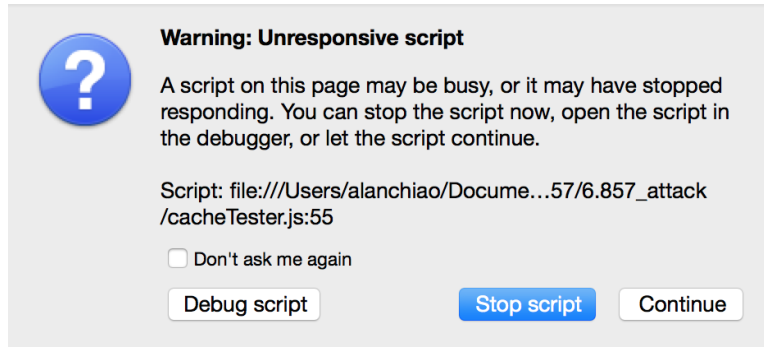 Warning: Unresponsive script
A script on this page may be busy, or it may have stopped
responding. You can stop the script now, open the script in
the debugger, or let the script continue.
Script: file:///Users/alanchiao/Docume…57/6.857_attack
/cacheTester.js:55
Don't ask me again
Debug script
Stop script
Continue